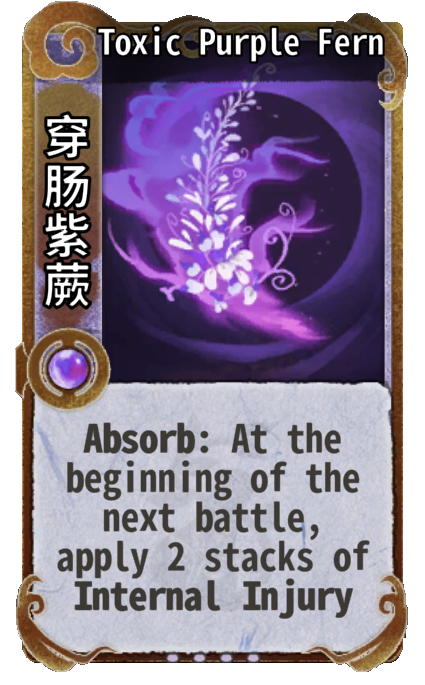 Toxic Purple Fern
穿肠紫蕨
Absorb: At the
beginning of the
next battle,
apply 2 stacks of
Internal Injury